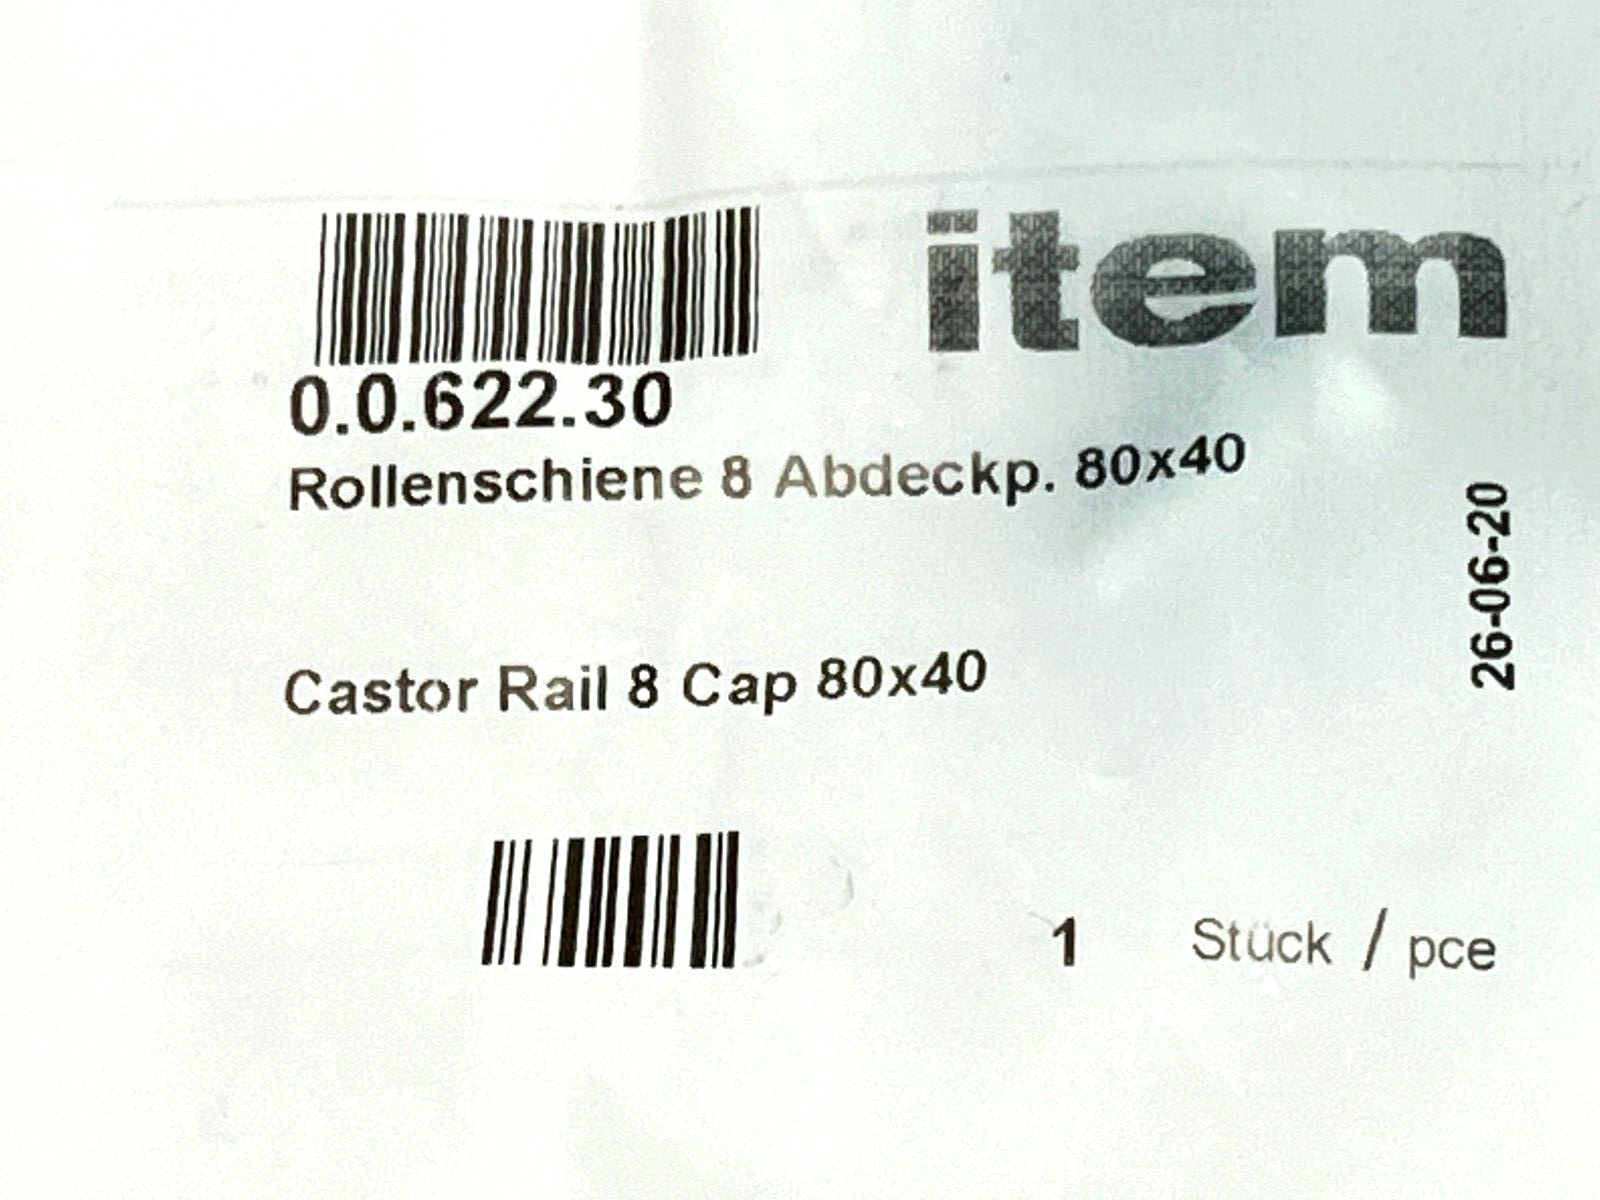 item
0.0.622.30
Rollenschiene 8 Abdeckp. 80x40
26-06-20
Castor Rail 8 Cap 80x40
1 Stück / pce